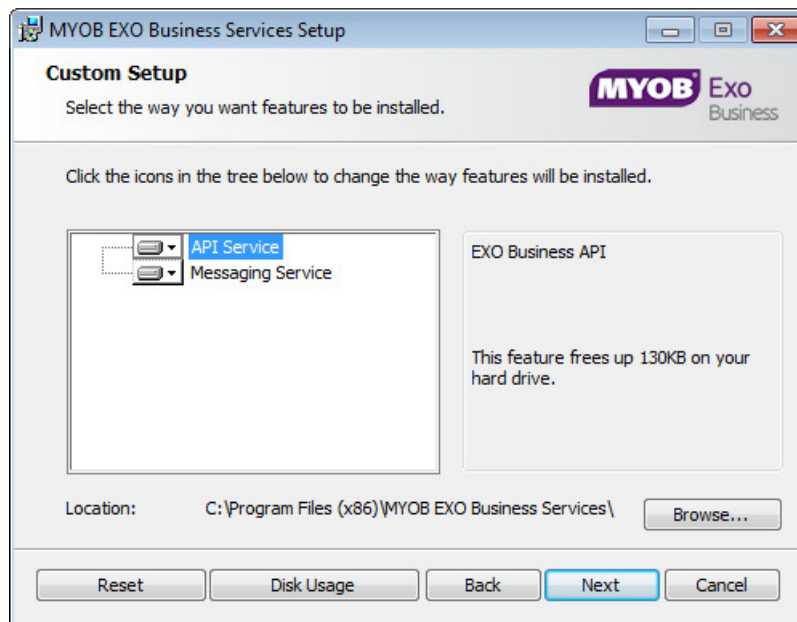 MYOB EXO Business Services Setup
Custom Setup
Select the way you want features to be installed.
MYOB Exo
Business
Click the icons in the tree below to change the way features will be installed.
API Service
Messaging Service
EXO Business API
This feature frees up 130KB on your
hard drive.
Location: C:\Program Files (x86)\MYOB EXO Business Services\ Browse...
Reset Disk Usage Back Next Cancel